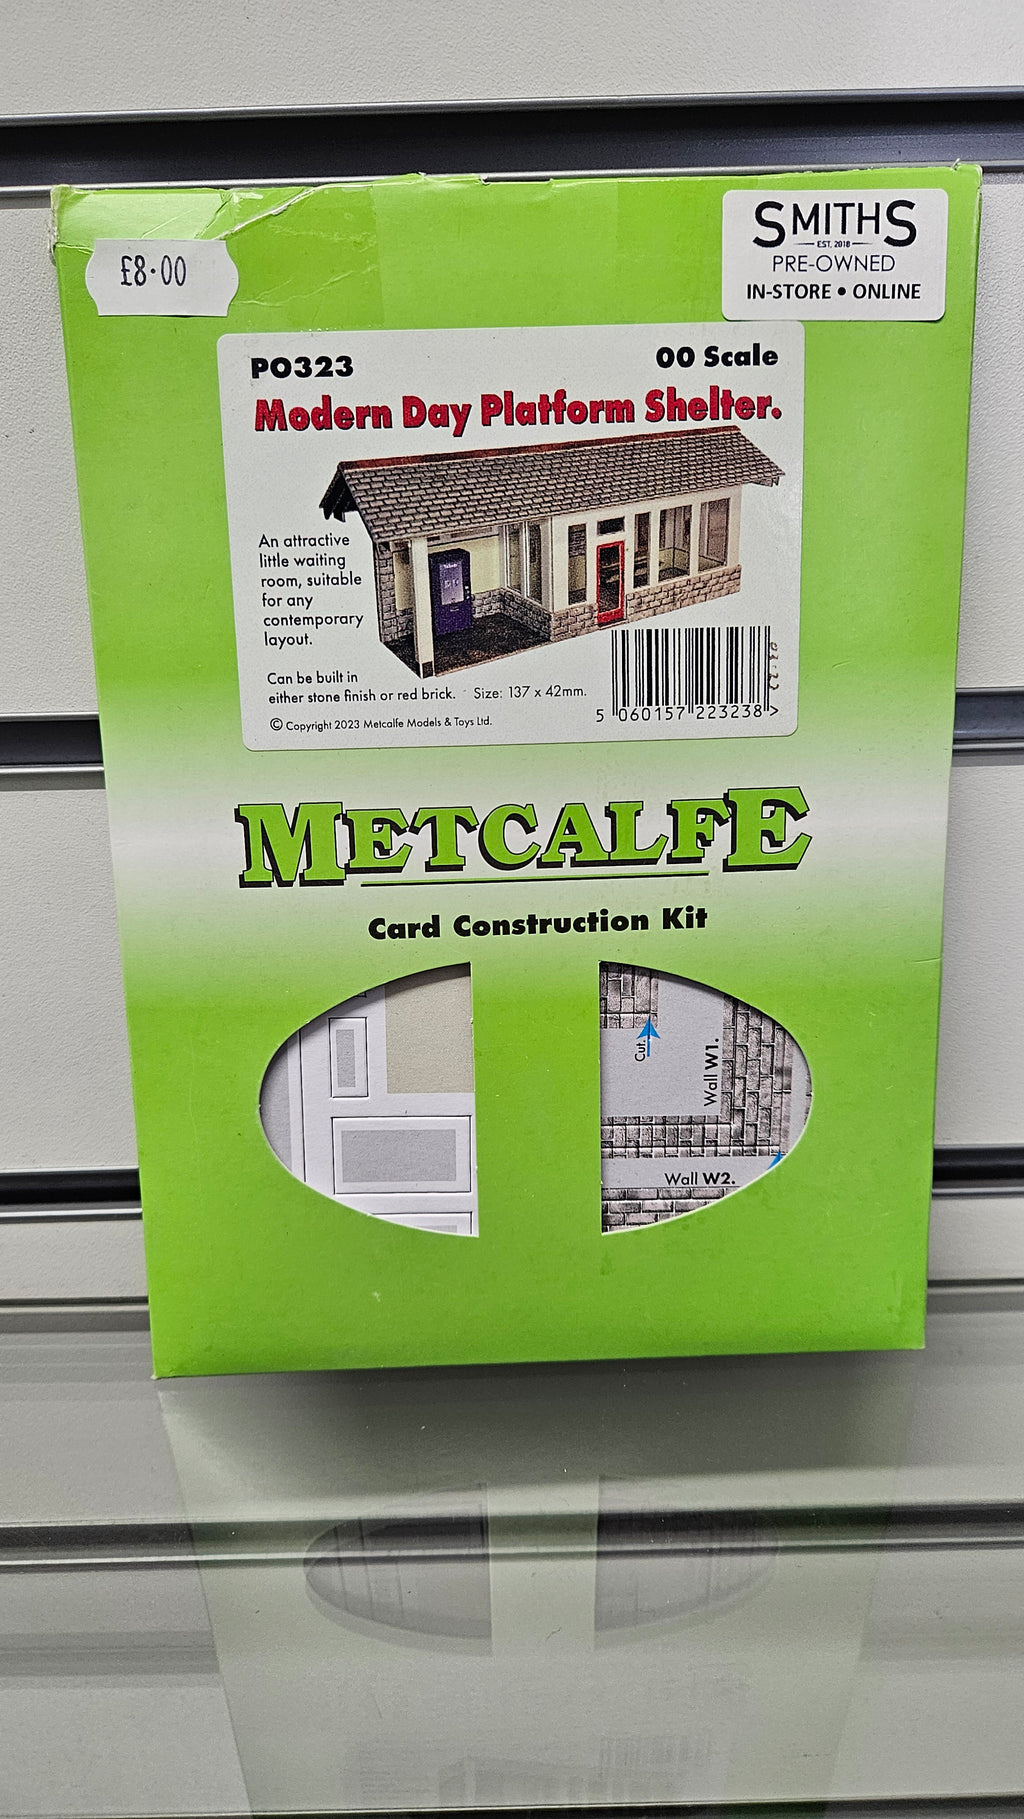 £8·00
SMITHS
EST. 2018
PRE-OWNED
IN-STORE • ONLINE
PO323
00 Scale
Modern Day Platform Shelter.
An attractive
little waiting
room, suitable
for any
contemporary
layout.
Can be built in
either stone finish or red brick. Size: 137 x 42mm.
© Copyright 2023 Metcalfe Models & Toys Ltd.
5 060157 223238 >
METCALFE
Card Construction Kit
Cut.
Wall W1.
Wall W2.